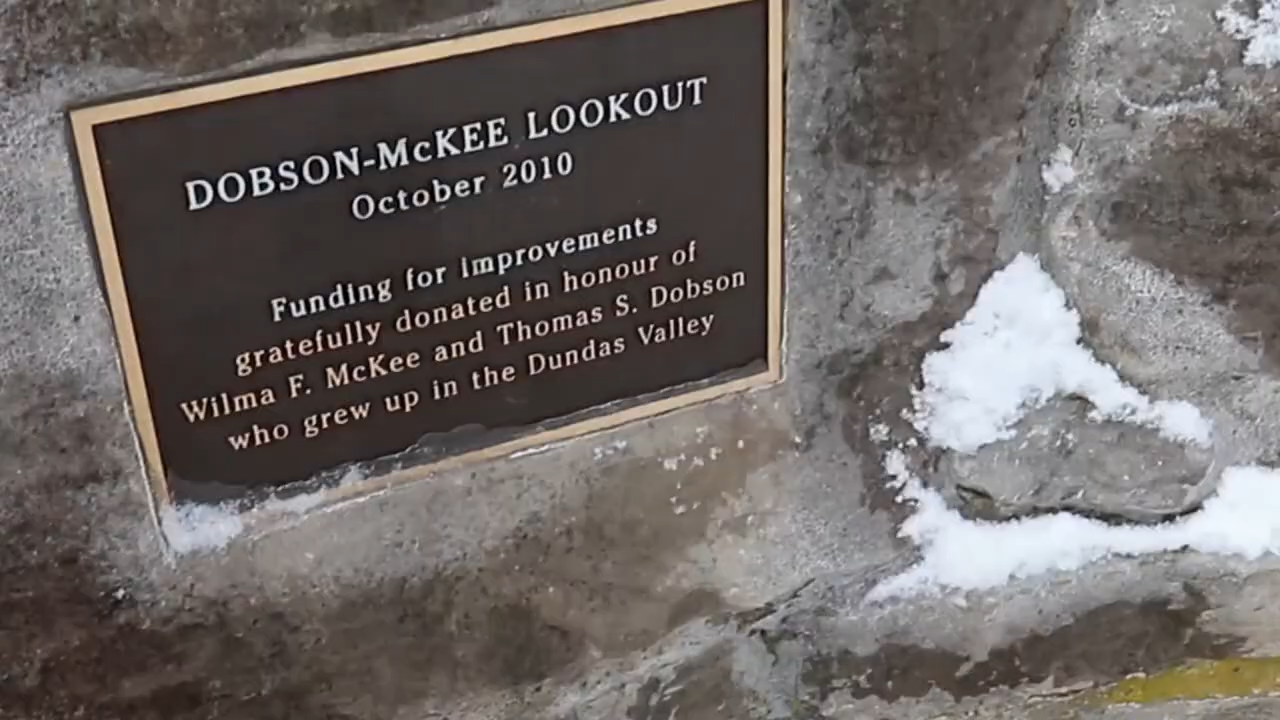 DOBSON-McKEE LOOKOUT
October 2010
Funding for improvements
gratefully donated in honour of
Wilma F. McKee and Thomas S. Dobson
who grew up in the Dundas Valley